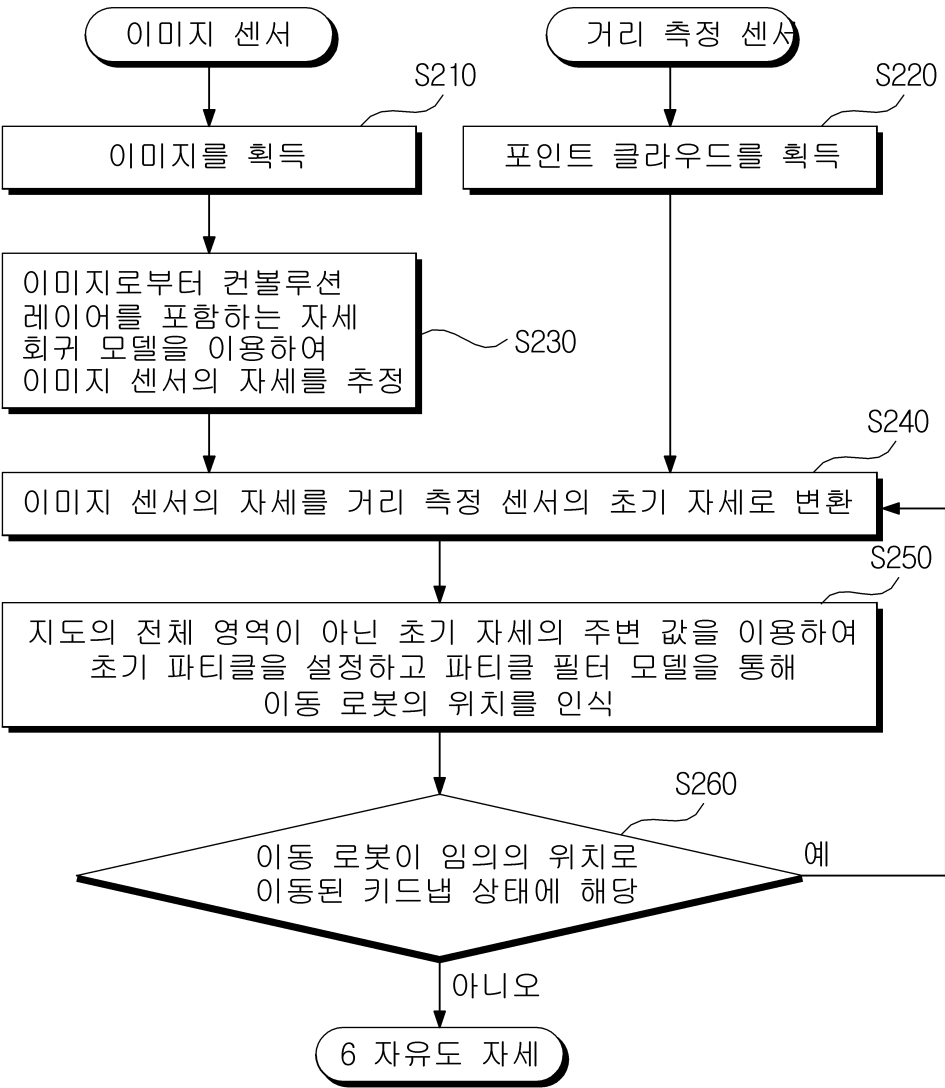 이미지 센서
거리 측정 센서
S210
S220
이미지를 획득
포인트 클라우드를 획득
이미지로부터 컨볼루션
레이어를 포함하는 자세
회귀 모델을 이용하여
이미지 센서의 자세를 추정
S230
S240
이미지 센서의 자세를 거리 측정 센서의 초기 자세로 변환
S250
지도의 전체 영역이 아닌 초기 자세의 주변 값을 이용하여
초기 파티클을 설정하고 파티클 필터 모델을 통해
이동 로봇의 위치를 인식
S260
이동 로봇이 임의의 위치로
이동된 키드냅 상태에 해당
예
아니오
6 자유도 자세